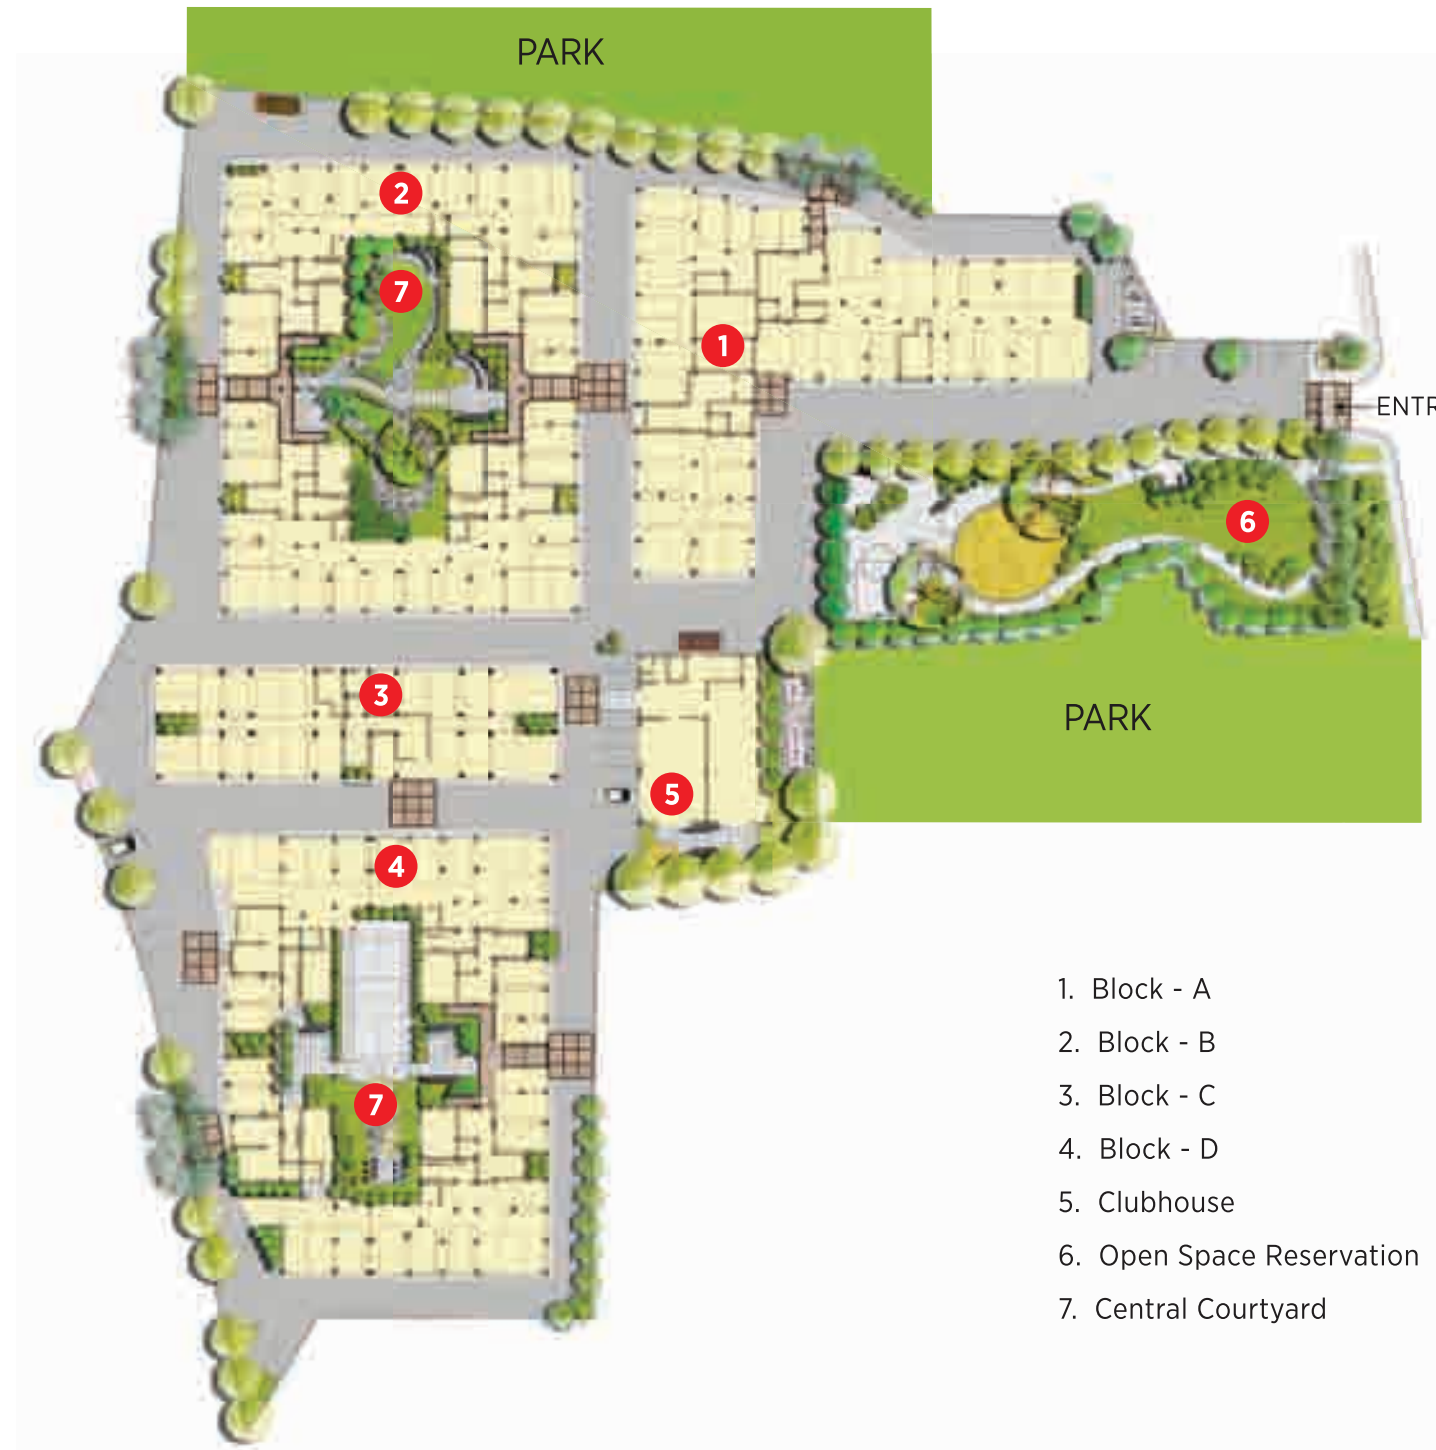 PARK
2
7
1
ENTR
6
3
PARK
5
4
7
1. Block - A
2. Block - B
3. Block - C
4. Block - D
5. Clubhouse
6. Open Space Reservation
7. Central Courtyard